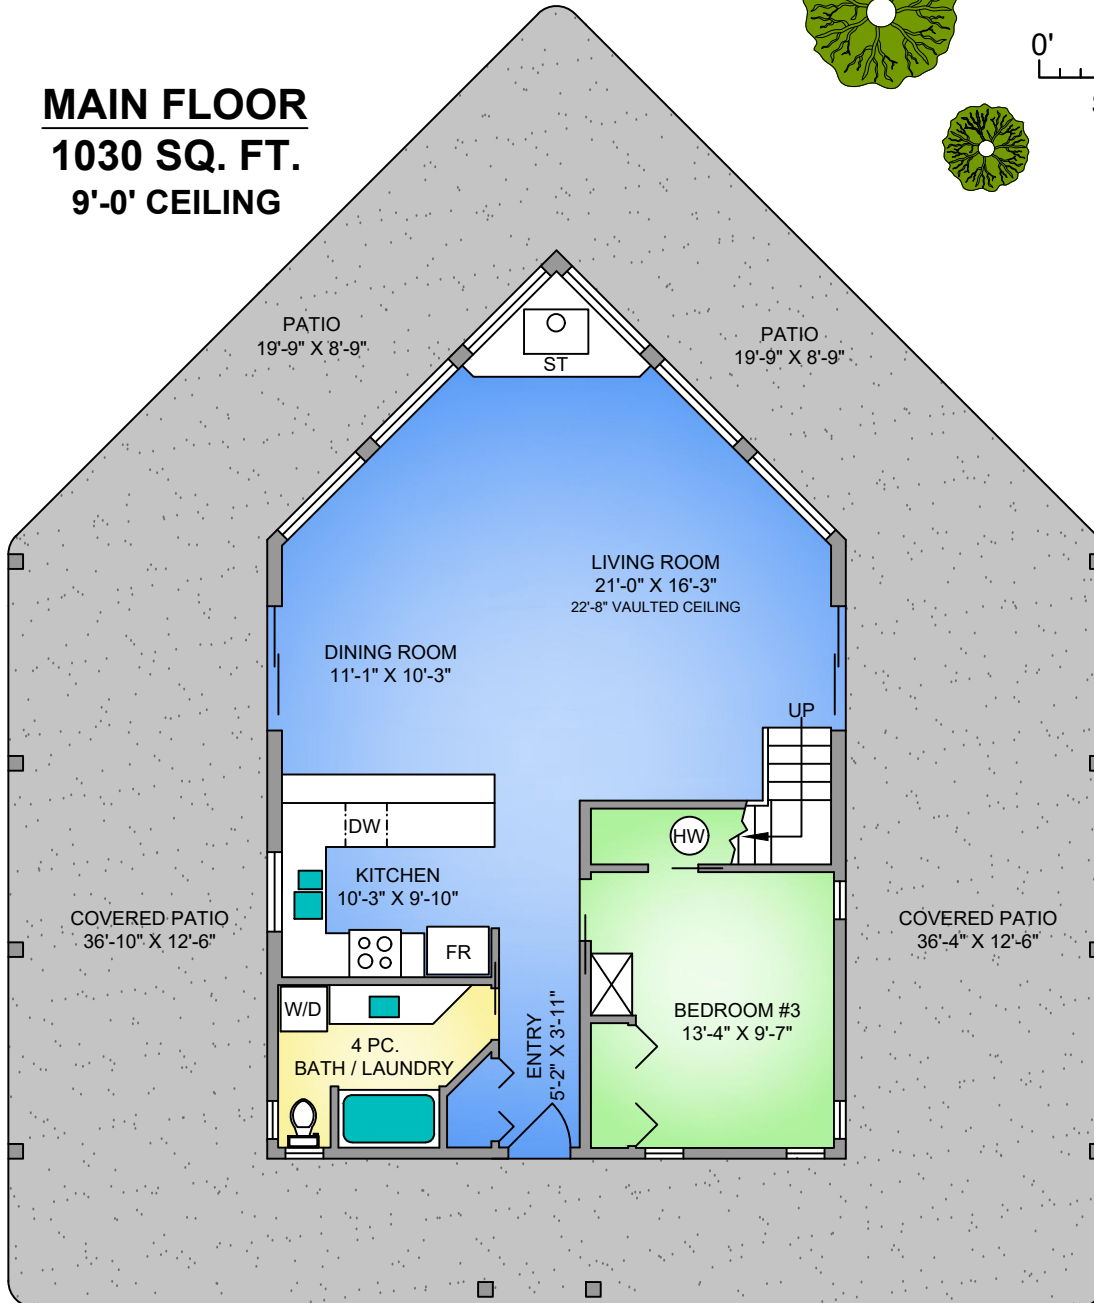 MAIN FLOOR
1030 SQ. FT.
9'-0' CEILING
0'
PATIO
19'-9" X 8'-9"
PATIO
19'-9" X 8'-9"
ST
LIVING ROOM
21'-0" X 16'-3"
22'-8" VAULTED CEILING
DINING ROOM
11'-1" X 10'-3"
UP
DW
HW
KITCHEN
10'-3" X 9'-10"
FR
COVERED PATIO
36'-10" X 12'-6"
COVERED PATIO
36'-4" X 12'-6"
W/D
4 PC.
BATH / LAUNDRY
ENTRY
5'-2" X 3'-11"
BEDROOM #3
13'-4" X 9'-7"